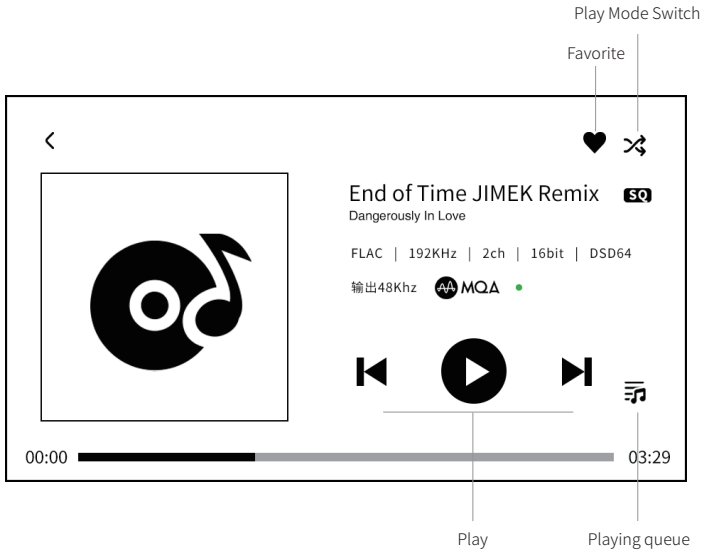 Play Mode Switch
Favorite
End of Time JIMEK Remix SQ
Dangerously In Love
FLAC | 192KHz | 2ch | 16bit | DSD64
输出48Khz MQA
00:00 03:29
Play Playing queue